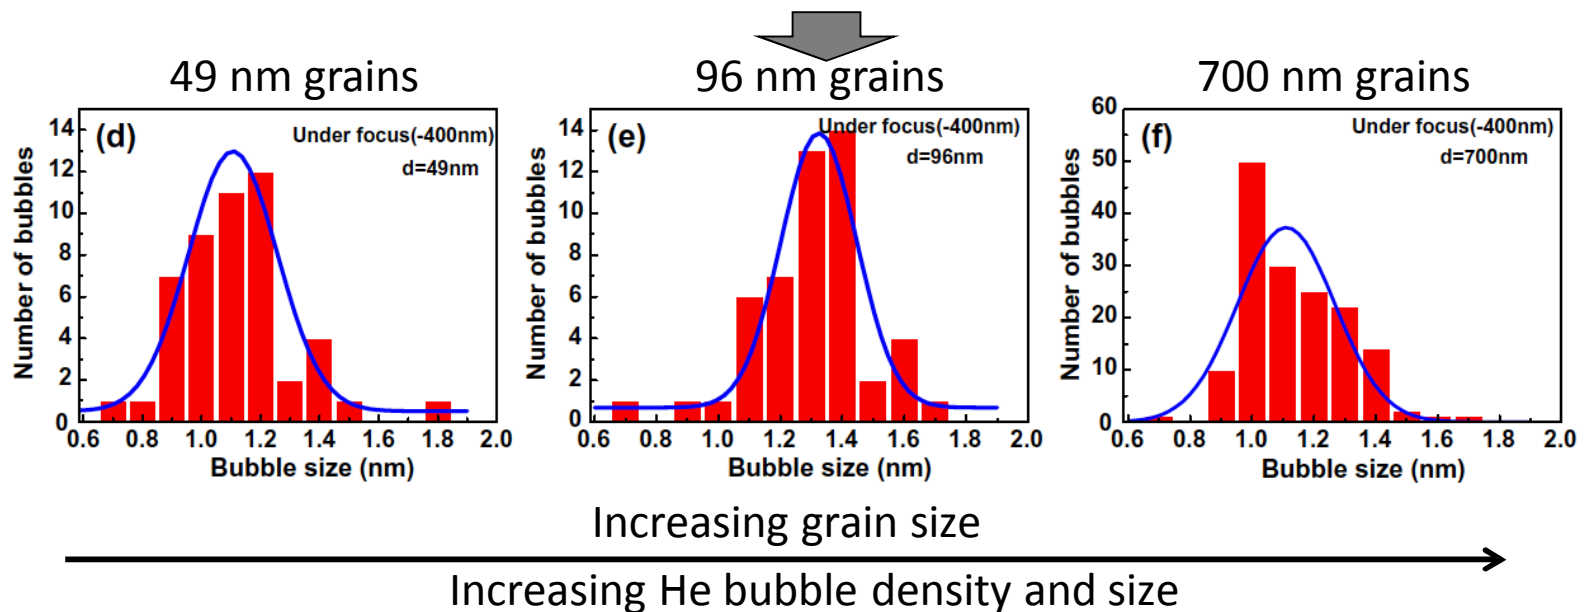 49 nm grains
96 nm grains
700 nm grains
(d)
Under focus(-400nm)
d=49nm
Number of bubbles
14
12
10
8
6
4
2
0
0.6 0.8 1.0 1.2 1.4 1.6 1.8 2.0
Bubble size (nm)
(e)
Under focus(-400nm)
d=96nm
Number of bubbles
14
12
10
8
6
4
2
0
0.6 0.8 1.0 1.2 1.4 1.6 1.8 2.0
Bubble size (nm)
(f)
Under focus(-400nm)
d=700nm
Number of bubbles
60
50
40
30
20
10
0
0.6 0.8 1.0 1.2 1.4 1.6 1.8 2.0
Bubble size (nm)
Increasing grain size
Increasing He bubble density and size